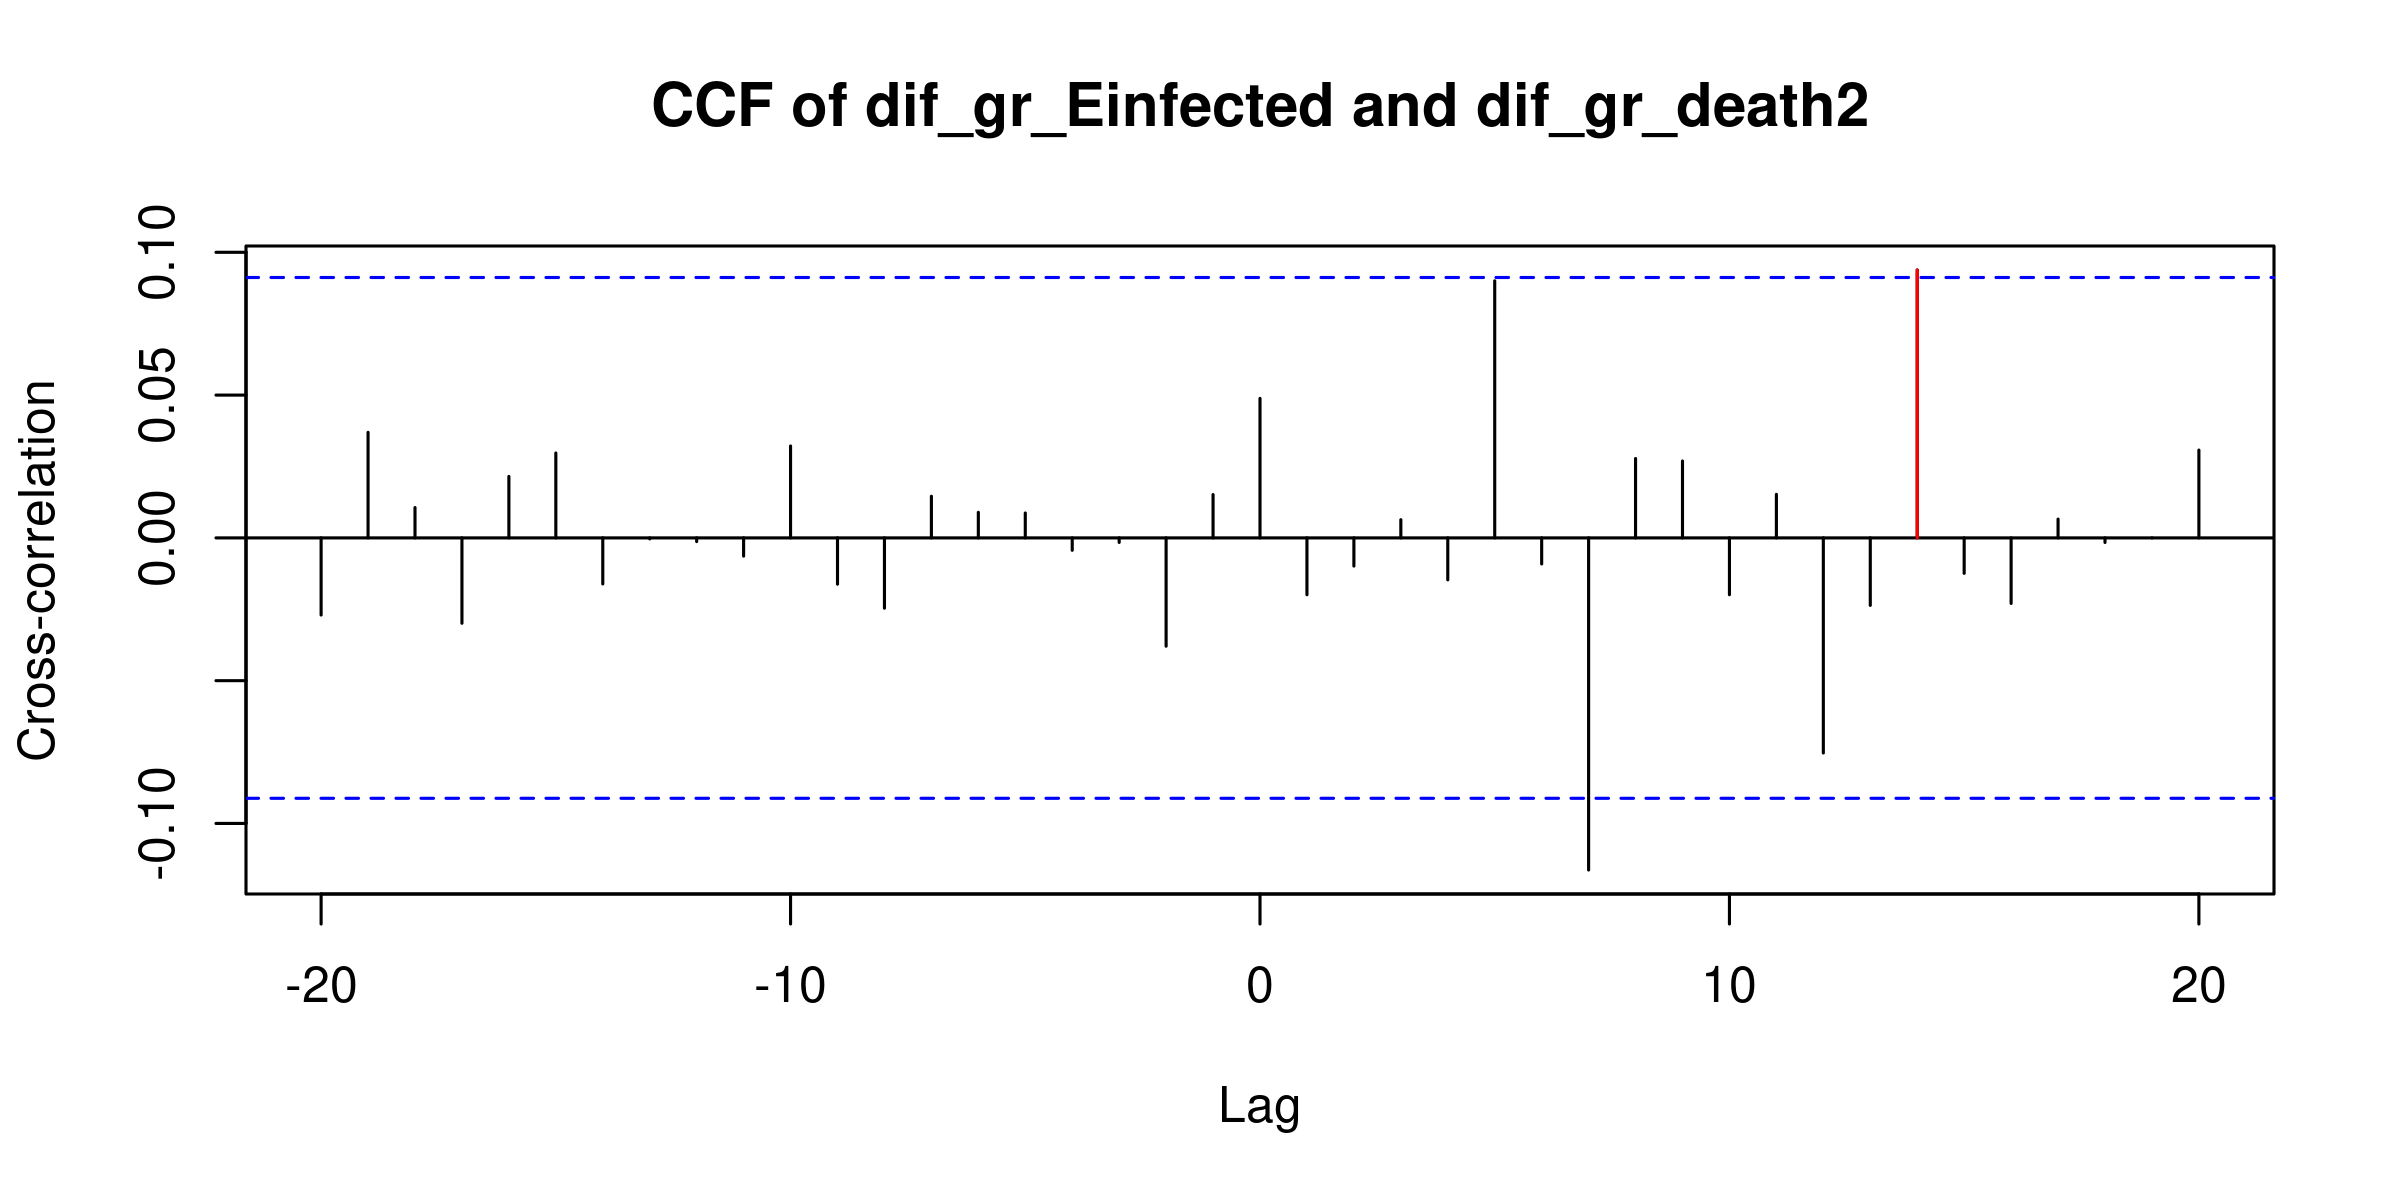 CCF of dif_gr_Einfected and dif_gr_death2
0.10
0.05
0.00
-0.10
Cross-correlation
-20 -10 0 10 20
Lag